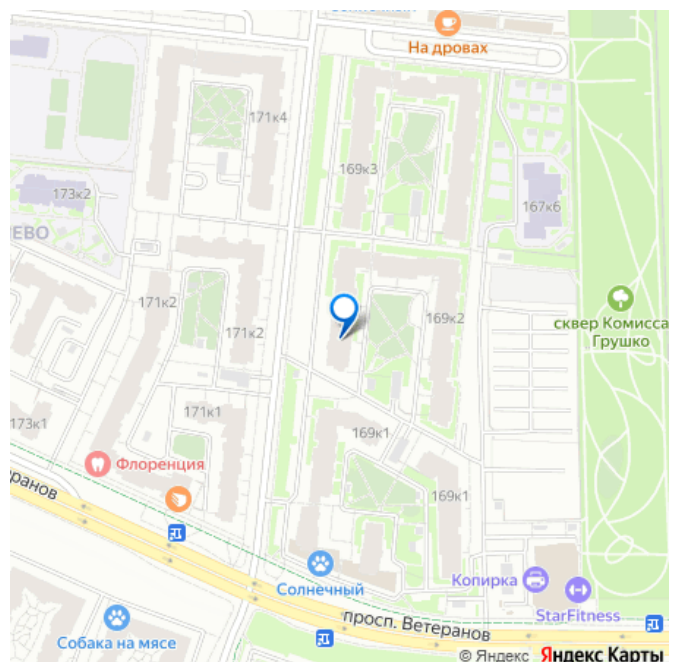 На дровах
171к4
169к3
173к2
167к6
ЕВО
171к2
169к2
171к2
сквер Комисса
Грушко
171к1
173к1
169к1
Флоренция
169к1
еранов
Копирка
Солнечный
StarFitness
просп. Ветеранов
Собака на мясе
© Яндекс Яндекс Карты